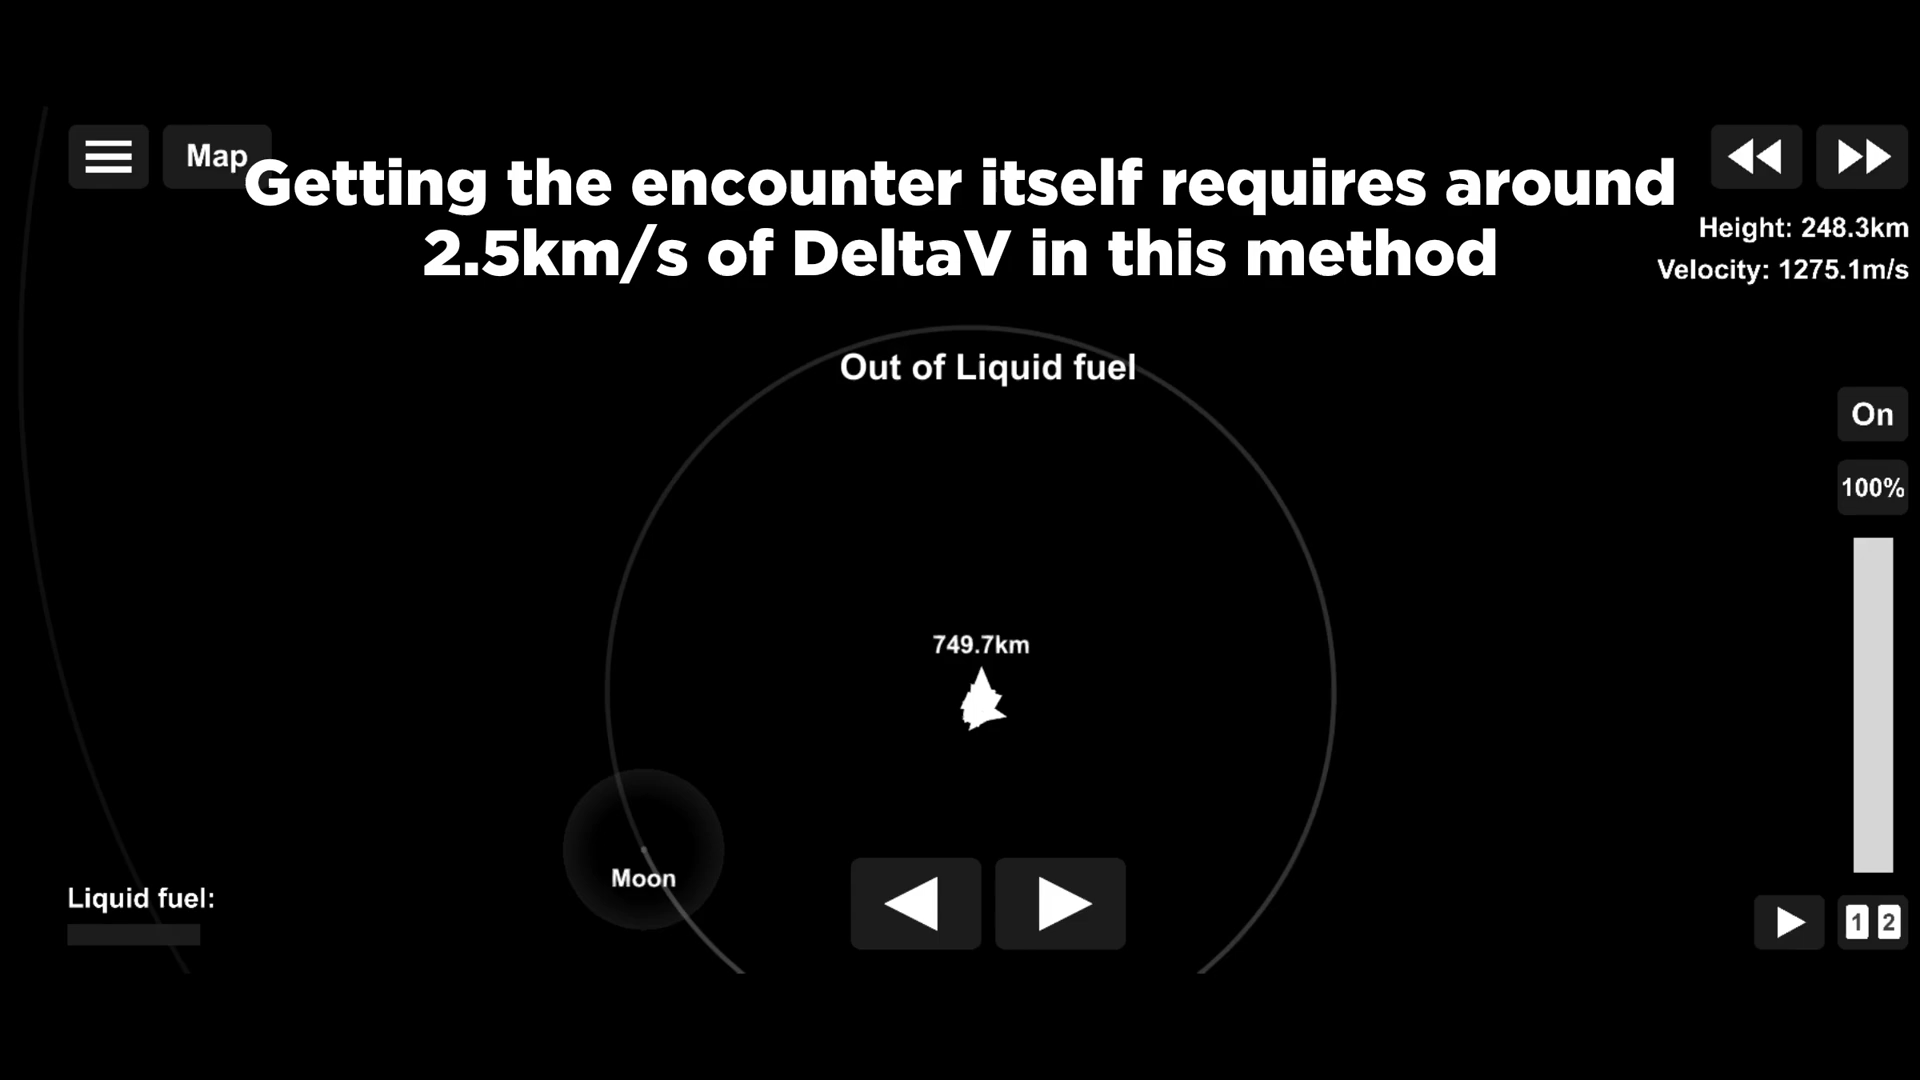 Map
Getting the encounter itself requires around
2.5km/s of DeltaV in this method
Height: 248.3km
Velocity: 1275.1m/s
Out of Liquid fuel
On
100%
749.7km
Moon
Liquid fuel:
1 2